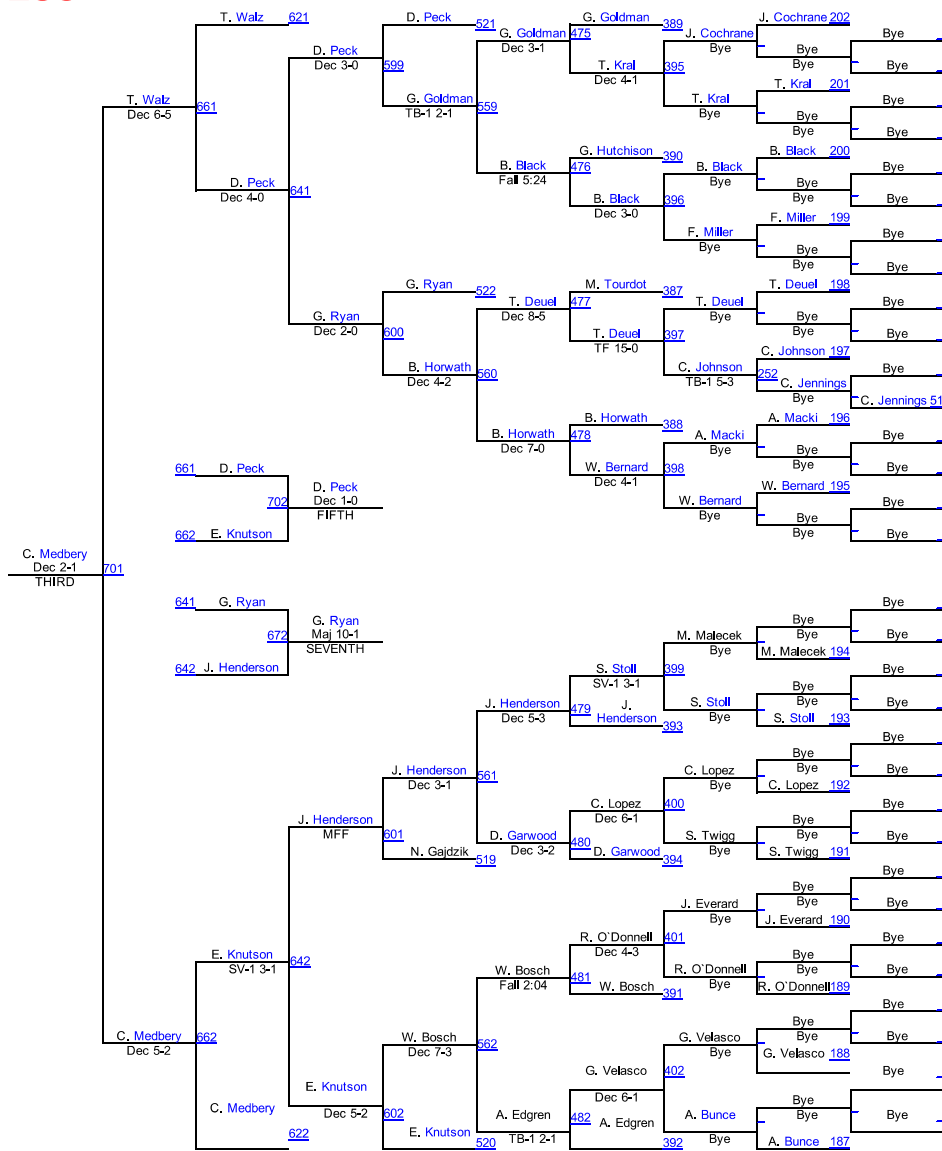 T. Walz 621
D. Peck
521
G. Goldman
389
J. Cochrane 202
D. Peck
Dec 3-0
599
G. Goldman 475
Dec 3-1
J. Cochrane
Bye
Bye
Bye
Bye
Bye
T. Kral
Dec 4-1
395
T. Kral 201
T. Walz
Dec 6-5
661
G. Goldman
TB-1 2-1
559
T. Kral
Bye
Bye
Bye
Bye
Bye
G. Hutchison 390
B. Black 200
B. Black
Fall 5:24
476
B. Black
Bye
Bye
Bye
Bye
Bye
D. Peck
Dec 4-0
641
B. Black
Dec 3-0
396
F. Miller 199
F. Miller
Bye
Bye
Bye
Bye
Bye
G. Ryan
522
M. Tourdot
387
T. Deuel 198
G. Ryan
Dec 2-0
600
T. Deuel 477
Dec 8-5
T. Deuel
Bye
Bye
Bye
Bye
Bye
T. Deuel
TF 15-0
397
C. Johnson 197
B. Horwath
Dec 4-2
560
C. Johnson
TB-1 5-3
252
C. Jennings
Bye
Bye
C. Jennings 51
B. Horwath
388
A. Macki 196
B. Horwath
Dec 7-0
478
A. Macki
Bye
Bye
Bye
Bye
Bye
661 D. Peck
W. Bernard
Dec 4-1
398
W. Bernard 195
702
D. Peck
Dec 1-0
FIFTH
W. Bernard
Bye
Bye
Bye
Bye
Bye
662 E. Knutson
C. Medbery
Dec 2-1
THIRD
701
641 G. Ryan
672
G. Ryan
Maj 10-1
SEVENTH
642 J. Henderson
M. Malecek
Bye
Bye
Bye
Bye
Bye
M. Malecek 194
S. Stoll
SV-1 3-1
399
J. Henderson
Dec 5-3
479
J.
Henderson 393
S. Stoll
Bye
Bye
Bye
Bye
Bye
S. Stoll 193
J. Henderson
Dec 3-1
561
C. Lopez
Bye
Bye
Bye
Bye
Bye
C. Lopez 192
J. Henderson
MFF
601
C. Lopez
Dec 6-1
400
D. Garwood
Dec 3-2
480
S. Twigg
Bye
Bye
Bye
Bye
Bye
S. Twigg 191
N. Gajdzik
519
D. Garwood
394
J. Everard
Bye
Bye
Bye
Bye
Bye
J. Everard 190
R. O`Donnell
Dec 4-3
401
E. Knutson
SV-1 3-1
642
W. Bosch
Fall 2:04
481
W. Bosch
391
R. O`Donnell
Bye
Bye
Bye
Bye
Bye
R. O`Donnell 189
C. Medbery
Dec 5-2
662
W. Bosch
Dec 7-3
562
G. Velasco
Bye
Bye
Bye
Bye
G. Velasco 188
Bye
G. Velasco
Dec 6-1
402
E. Knutson
Dec 5-2
602
C. Medbery
622
A. Edgren
TB-1 2-1
482
A. Edgren
392
A. Bunce
Bye
Bye
Bye
Bye
A. Bunce 187
E. Knutson
520